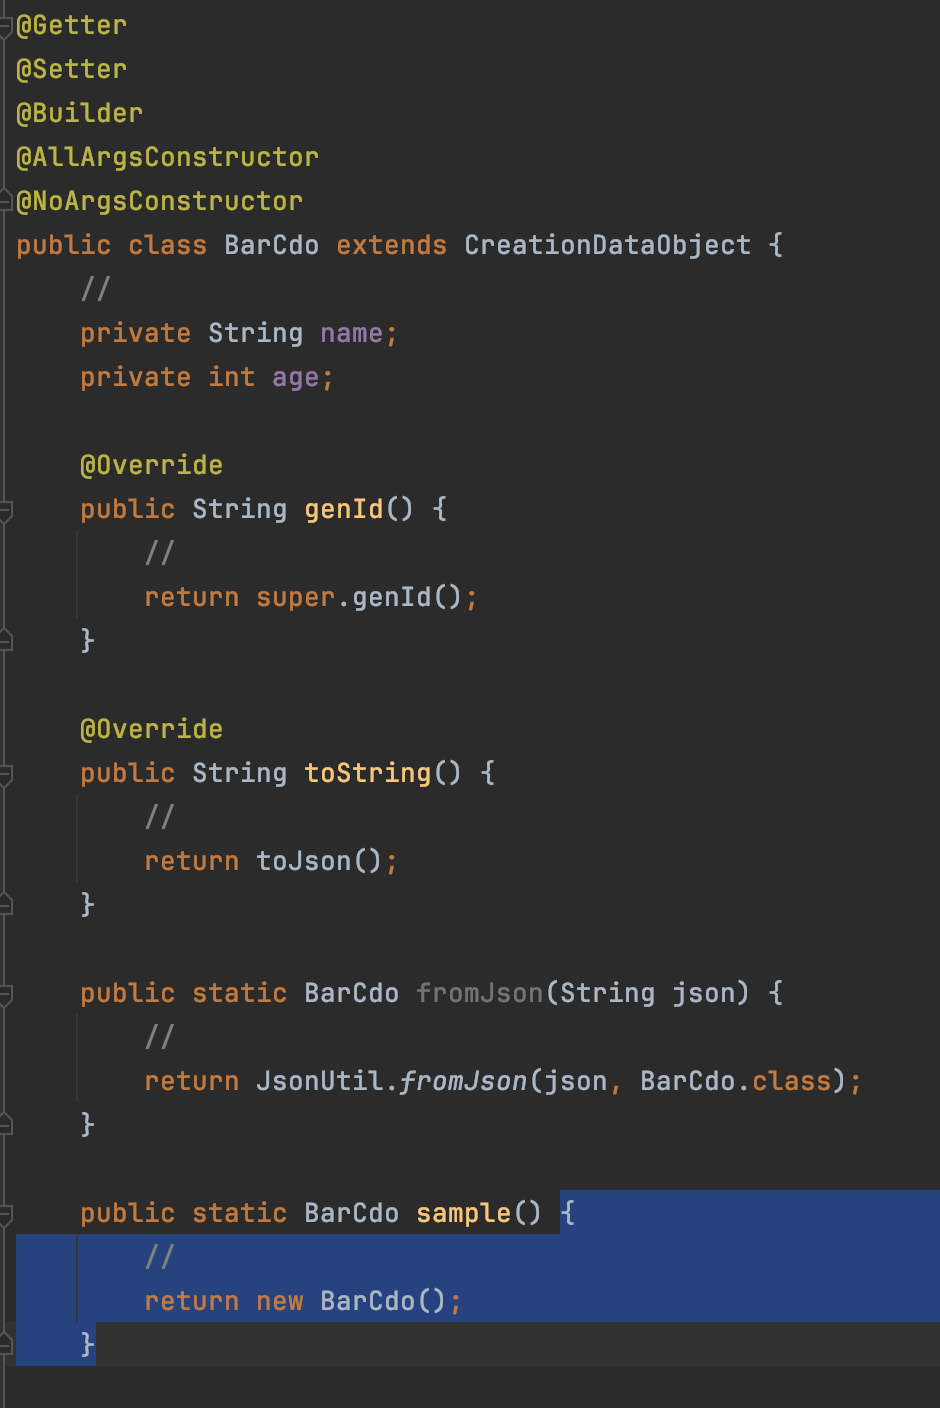 @Getter
@Setter
@Builder
@AllArgsConstructor
@NoArgsConstructor
public class BarCdo extends CreationDataObject {
    //
    private String name;
    private int age;

    @Override
    public String genId() {
        //
        return super.genId();
    }

    @Override
    public String toString() {
        //
        return toJson();
    }

    public static BarCdo fromJson(String json) {
        //
        return JsonUtil.fromJson(json, BarCdo.class);
    }

    public static BarCdo sample() {
        //
        return new BarCdo();
    }